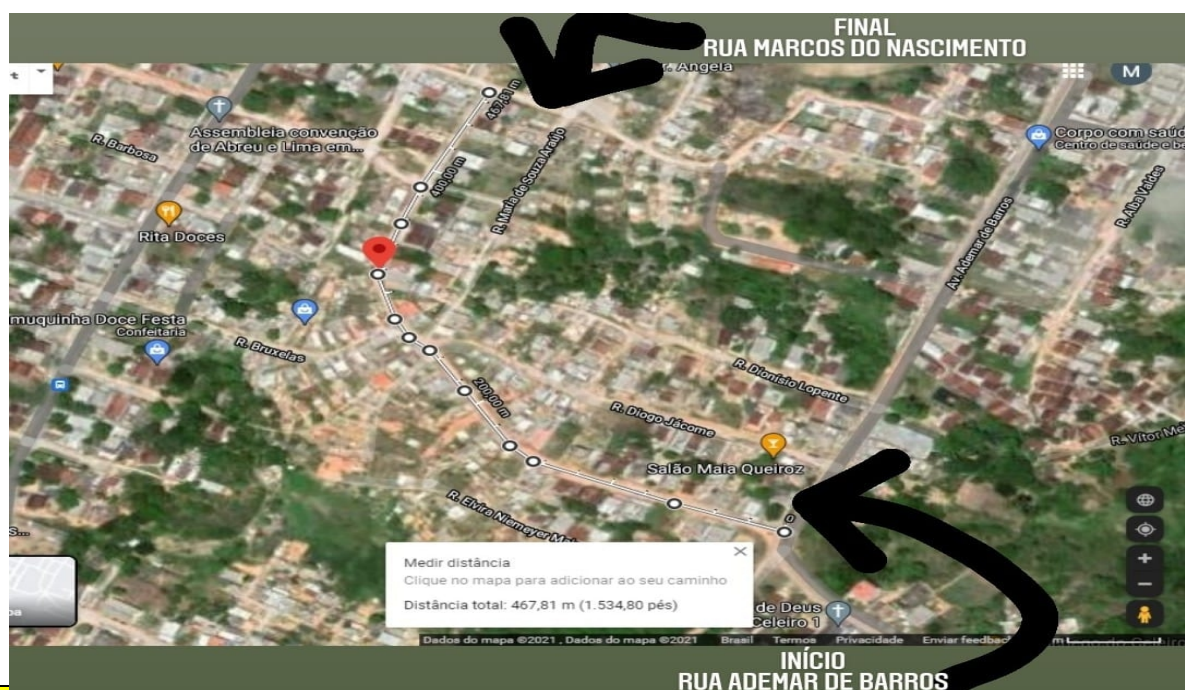 FINAL
RUA MARCOS DO NASCIMENTO
Angela
M
467,81 m
Assembleia convenção
de Abreu e Lima em...
R. Barbosa
Corpo com saúd
Centro de saúde e be
400,00 m
R. Maria de Souza Araújo
R. Alba Valdes
Rita Doces
Av. Ademar de Barros
muquinha Doce Festa
Confeitaria
R. Bruxelas
R. Dionísio Lopente
200,00 m
R. Diogo Jácome
R. Vítor Me
Salão Maia Queiroz
R. Elvira Niemeyer
0
Medir distância
Clique no mapa para adicionar ao seu caminho
Distância total: 467,81 m (1.534,80 pés)
de Deus
Celeiro 1
Dados do mapa ©2021 , Dados do mapa ©2021 Brasil Termos Privacidade Enviar feedback
INÍCIO
RUA ADEMAR DE BARROS